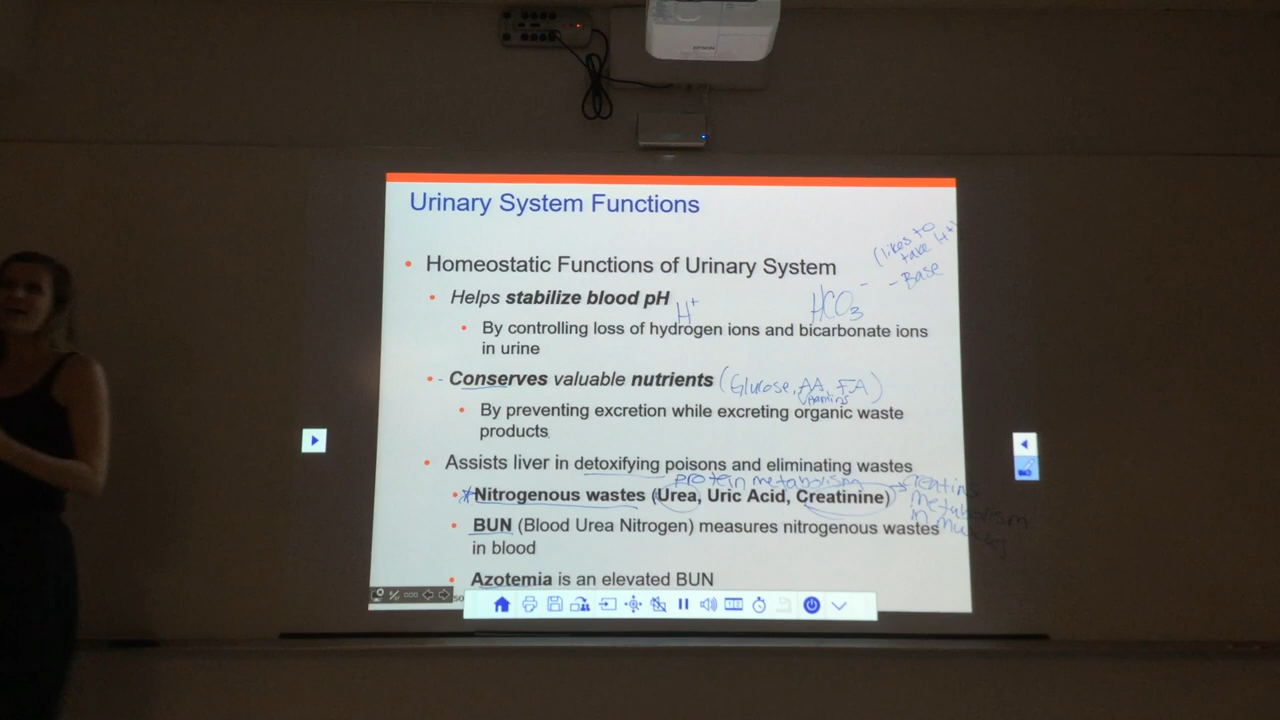 EPSON
Urinary System Functions
(likes to
take H+)
• Homeostatic Functions of Urinary System
- Base
• Helps stabilize blood pH
H+
HCO3-
• By controlling loss of hydrogen ions and bicarbonate ions
in urine
• - Conserves valuable nutrients (Glucose, AA, FA)
• By preventing excretion while excreting organic waste
products
• Assists liver in detoxifying poisons and eliminating wastes
protein metabolism
• *Nitrogenous wastes (Urea, Uric Acid, Creatinine)
creatine
metabolism
in muscles
• BUN (Blood Urea Nitrogen) measures nitrogenous wastes
in blood
• Azotemia is an elevated BUN